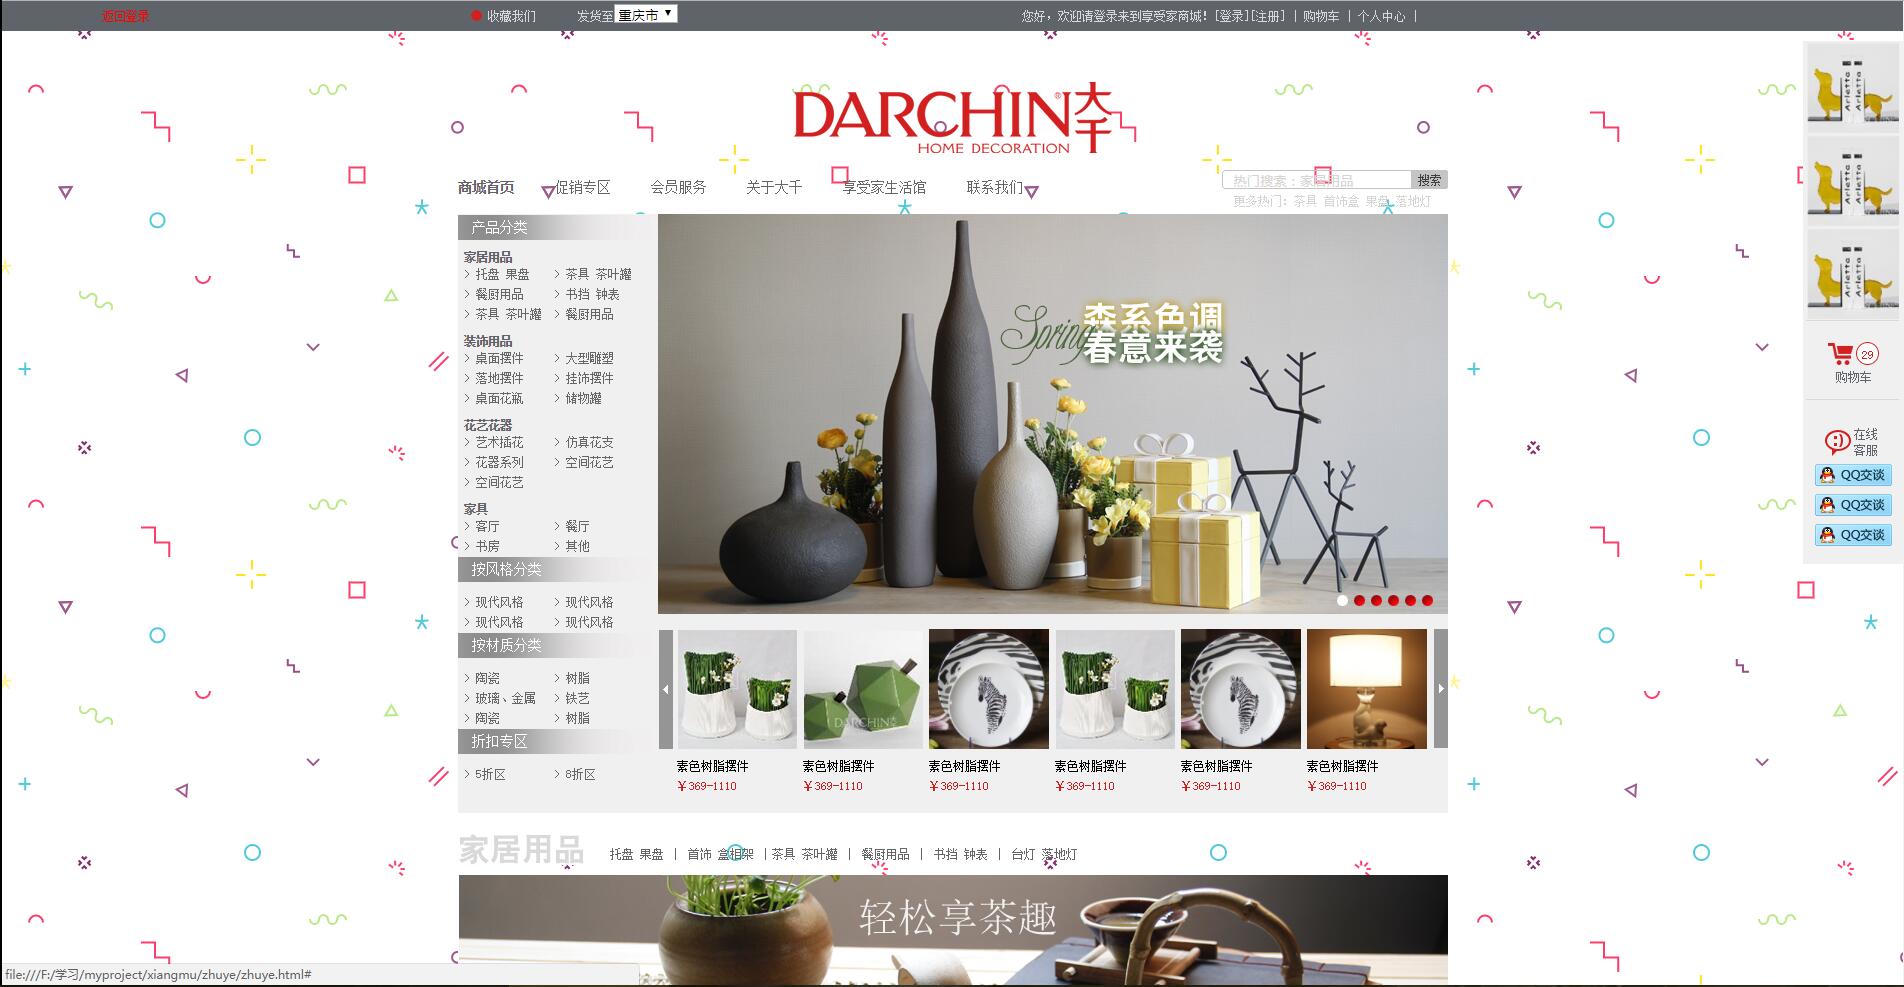 返回登录
收藏我们
发货至 重庆市
您好，欢迎请登录来到享受家商城！[登录][注册] | 购物车 | 个人中心 |
DARCHIN®
HOME DECORATION
商城首页 促销专区 会员服务 关于大千 享受家生活馆 联系我们
热门搜索：家居用品 搜索
更多热门：茶具 首饰盒 果盘 落地灯
产品分类
家居用品
托盘 果盘 茶具 茶叶罐
餐厨用品 书挡 钟表
茶具 茶叶罐 餐厨用品
装饰用品
桌面摆件 大型雕塑
落地摆件 挂饰摆件
桌面花瓶 储物罐
花艺花器
艺术插花 仿真花支
花器系列 空间花艺
空间花艺
家具
客厅 餐厅
书房 其他
按风格分类
现代风格 现代风格
现代风格 现代风格
按材质分类
陶瓷 树脂
玻璃、金属 铁艺
陶瓷 树脂
折扣专区
5折区 8折区
Spring
森系色调
春意来袭
DARCHIN
素色树脂摆件 素色树脂摆件 素色树脂摆件 素色树脂摆件 素色树脂摆件 素色树脂摆件
￥369-1110 ￥369-1110 ￥369-1110 ￥369-1110 ￥369-1110 ￥369-1110
家居用品
托盘 果盘 | 首饰 盒相架 | 茶具 茶叶罐 | 餐厨用品 | 书挡 钟表 | 台灯 落地灯
轻松享茶趣
Arletta Arletta
Arletta Arletta
Arletta Arletta
29
购物车
在线
客服
QQ交谈
QQ交谈
QQ交谈
file:///F:/学习/myproject/xiangmu/zhuye/zhuye.html#